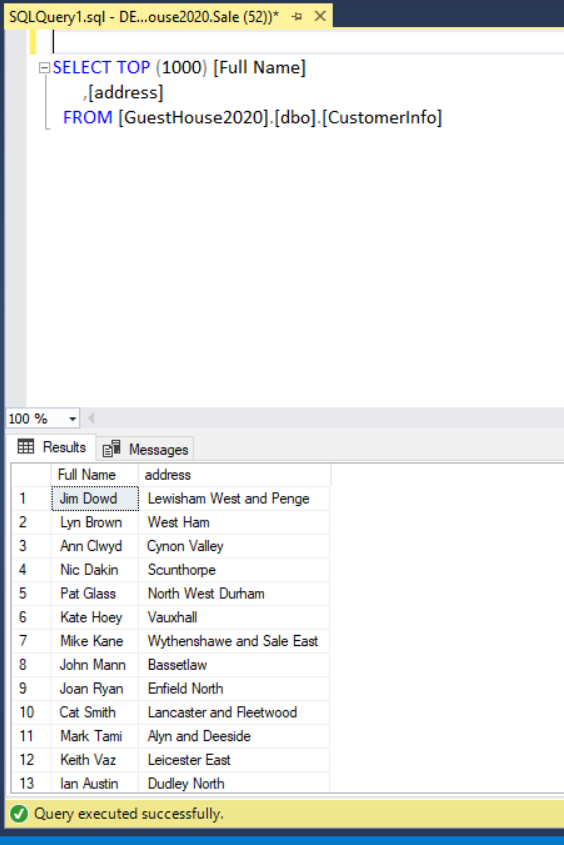 SQLQuery1.sql - DE...ouse2020.Sale (52))*
SELECT TOP (1000) [Full Name]
,[address]
FROM [GuestHouse2020].[dbo].[CustomerInfo]
100 %
Results Messages
Full Name address
1 Jim Dowd Lewisham West and Penge
2 Lyn Brown West Ham
3 Ann Clwyd Cynon Valley
4 Nic Dakin Scunthorpe
5 Pat Glass North West Durham
6 Kate Hoey Vauxhall
7 Mike Kane Wythenshawe and Sale East
8 John Mann Bassetlaw
9 Joan Ryan Enfield North
10 Cat Smith Lancaster and Fleetwood
11 Mark Tami Alyn and Deeside
12 Keith Vaz Leicester East
13 Ian Austin Dudley North
Query executed successfully.